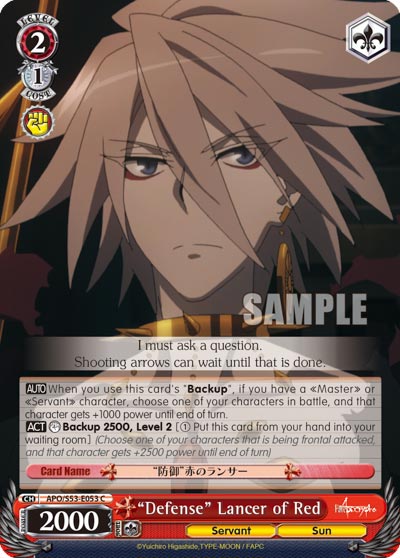 LEVEL
2
1
COST
SAMPLE
I must ask a question.
Shooting arrows can wait until that is done.
AUTO When you use this card's "Backup", if you have a «Master» or
«Servant» character, choose one of your characters in battle, and that
character gets +1000 power until end of turn.
ACT Backup 2500, Level 2 [① Put this card from your hand into your
waiting room] (Choose one of your characters that is being frontal attacked,
and that character gets +2500 power until end of turn)
Card Name
“防御”赤のランサー
CH APO/S53-E053 C
POWER
2000
“Defense” Lancer of Red
Servant
Sun
©Yuichiro Higashide,TYPE-MOON / FAPC